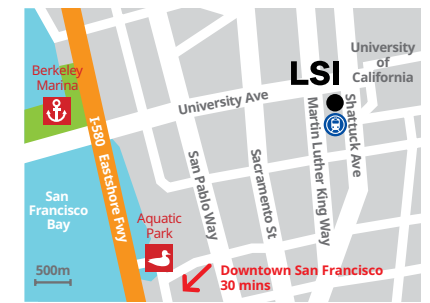 University
of
California
LSI
Berkeley
Marina
University Ave
I-580 Eastshore Fwy
San Pablo Way
Sacramento St
Martin Luther King Way
Shattuck Ave
San
Francisco
Bay
Aquatic
Park
500m
Downtown San Francisco
30 mins